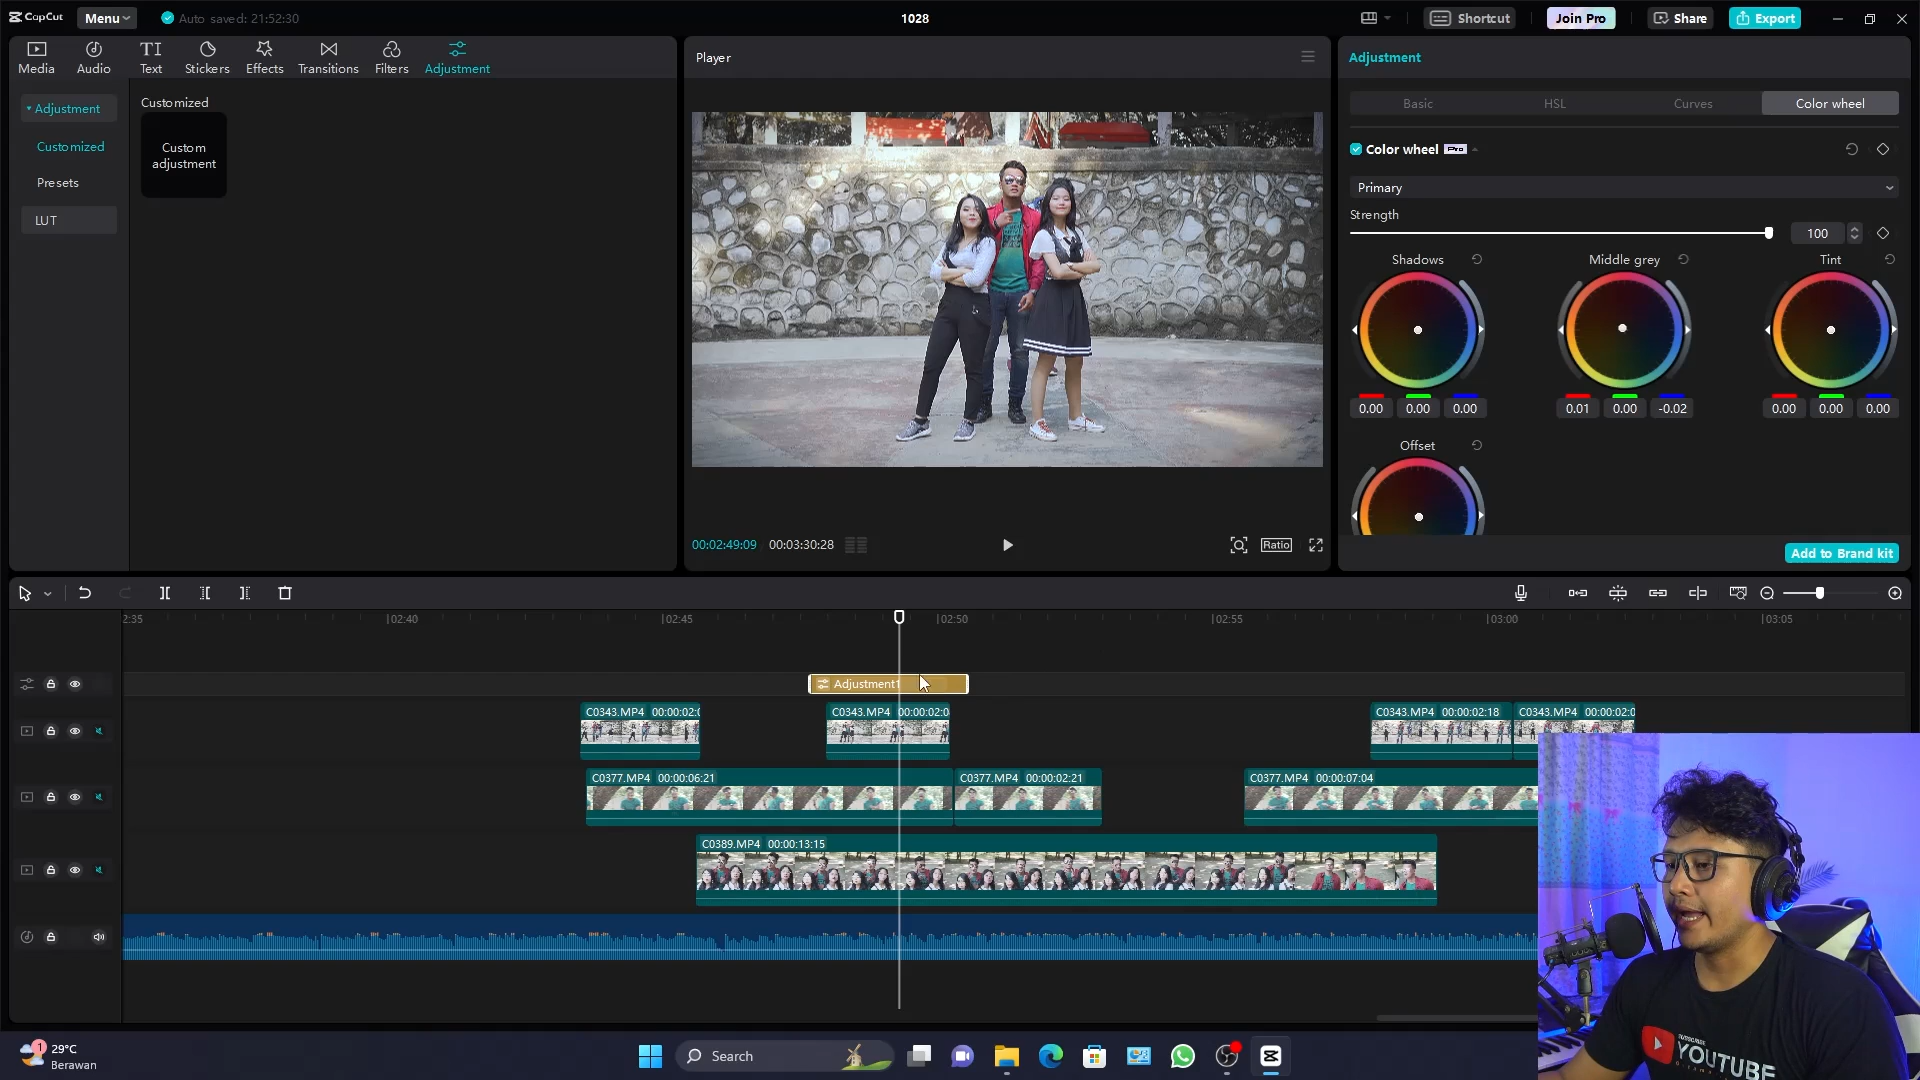 CapCut Menu Auto saved: 21:52:30 1028 Shortcut Join Pro Share Export
Media Audio Text Stickers Effects Transitions Filters Adjustment
Adjustment
Customized
Presets
LUT
Customized
Custom
adjustment
Player
00:02:49:09 00:03:30:28 Ratio
Adjustment
Basic HSL Curves Color wheel
Color wheel Pro
Primary
Strength
100
Shadows Middle grey Tint
0.00 0.00 0.00 0.01 0.00 -0.02 0.00 0.00 0.00
Offset
Add to Brand kit
2:35 02:40 02:45 02:50 02:55 03:00 03:05
Adjustment1
C0343.MP4 00:00:02:0 C0343.MP4 00:00:02:0 C0343.MP4 00:00:02:18 C0343.MP4 00:00:02:0
C0377.MP4 00:00:06:21 C0377.MP4 00:00:02:21 C0377.MP4 00:00:07:04
C0389.MP4 00:00:13:15
YOUTUBE
1
29°C
Berawan
Search